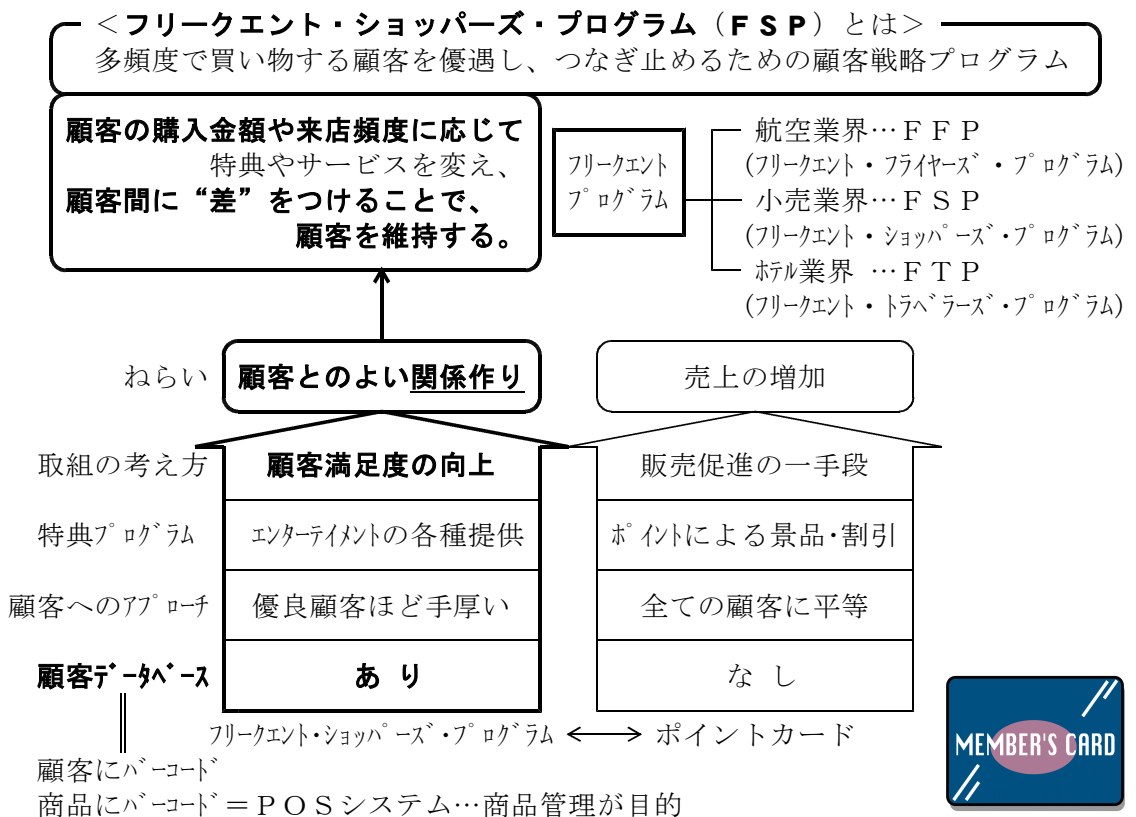 ＜フリークエント・ショッパーズ・プログラム（ＦＳＰ）とは＞
多頻度で買い物する顧客を優遇し、つなぎ止めるための顧客戦略プログラム
顧客の購入金額や来店頻度に応じて
特典やサービスを変え、
顧客間に“差”をつけることで、
顧客を維持する。
ﾌﾘｰｸｴﾝﾄ
ﾌﾟﾛｸﾞﾗﾑ
航空業界…ＦＦＰ
(ﾌﾘｰｸｴﾝﾄ・ﾌﾗｲﾔｰｽﾞ・ﾌﾟﾛｸﾞﾗﾑ)
小売業界…ＦＳＰ
(ﾌﾘｰｸｴﾝﾄ・ｼｮｯﾊﾟｰｽﾞ・ﾌﾟﾛｸﾞﾗﾑ)
ﾎﾃﾙ業界 …ＦＴＰ
(ﾌﾘｰｸｴﾝﾄ・ﾄﾗﾍﾞﾗｰｽﾞ・ﾌﾟﾛｸﾞﾗﾑ)
ねらい 顧客とのよい関係作り 売上の増加
取組の考え方 顧客満足度の向上 販売促進の一手段
特典ﾌﾟﾛｸﾞﾗﾑ ｴﾝﾀｰﾃｲﾒﾝﾄの各種提供 ﾎﾟｲﾝﾄによる景品・割引
顧客へのｱﾌﾟﾛｰﾁ 優良顧客ほど手厚い 全ての顧客に平等
顧客ﾃﾞｰﾀﾍﾞｰｽ あ り な し
ﾌﾘｰｸｴﾝﾄ・ｼｮｯﾊﾟｰｽﾞ・ﾌﾟﾛｸﾞﾗﾑ ←→ ポイントカード
MEMBER'S CARD
顧客にﾊﾞｰｺｰﾄﾞ
商品にﾊﾞｰｺｰﾄﾞ＝ＰＯＳシステム…商品管理が目的